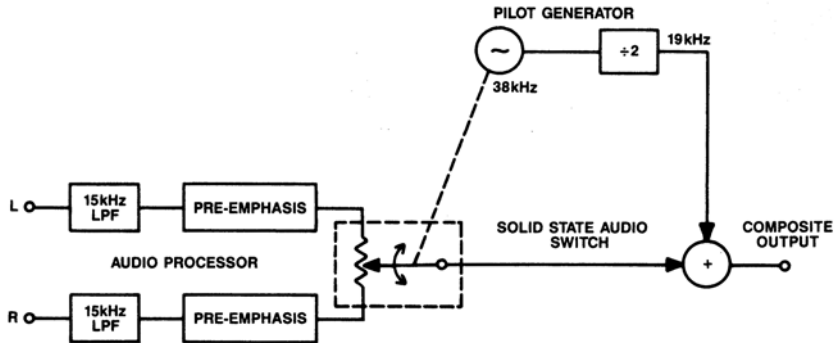 PILOT GENERATOR
~
÷2
19kHz
38kHz
L
15kHz
LPF
PRE-EMPHASIS
SOLID STATE AUDIO
SWITCH
COMPOSITE
OUTPUT
AUDIO PROCESSOR
+
R
15kHz
LPF
PRE-EMPHASIS